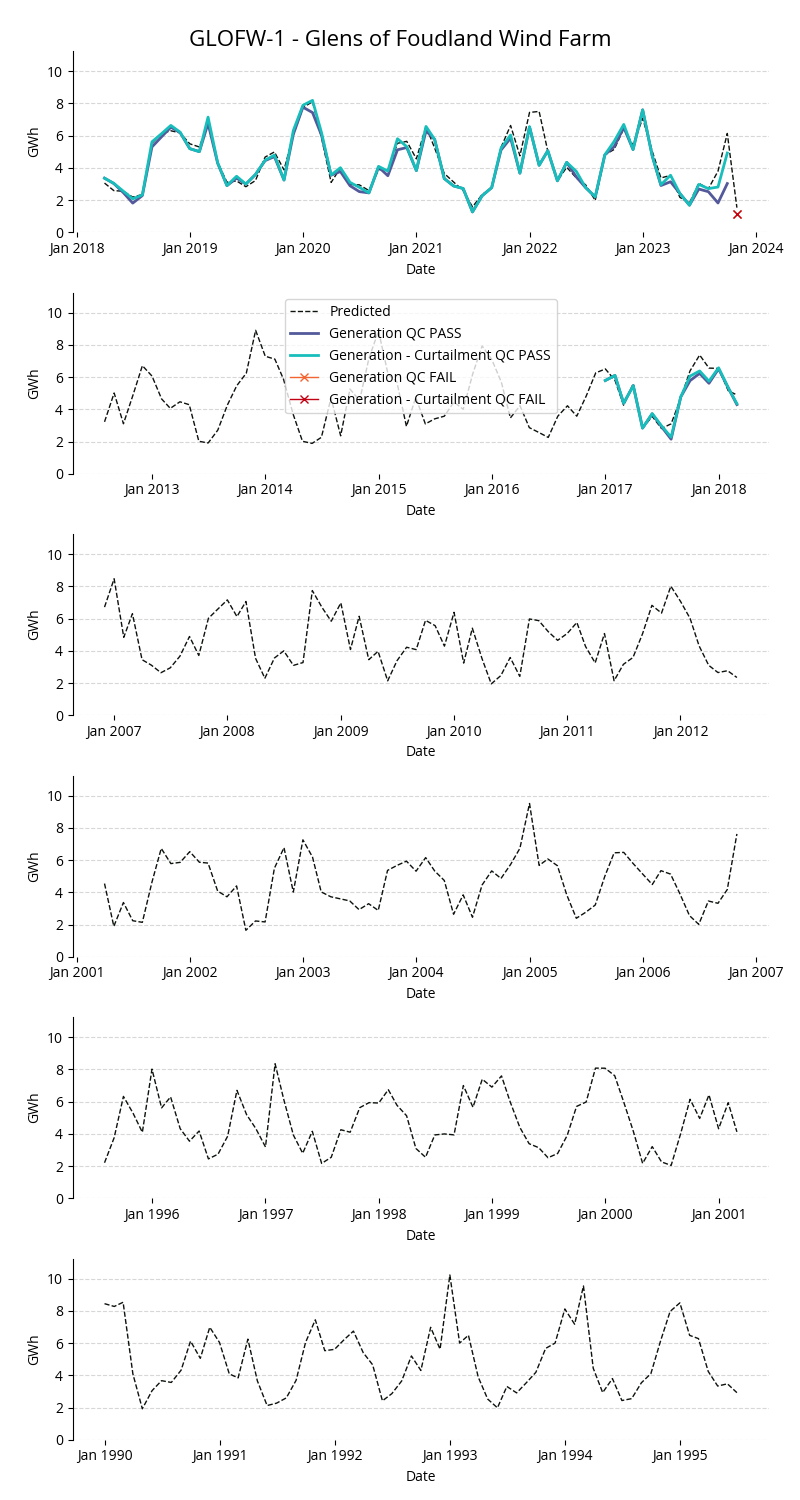 GLOFW-1 - Glens of Foudland Wind Farm
10
8
6
4
2
0
GWh
Jan 2018
Jan 2019
Jan 2020
Jan 2021
Jan 2022
Jan 2023
Jan 2024
Date
10
8
6
4
2
0
GWh
Predicted
Generation QC PASS
Generation - Curtailment QC PASS
Generation QC FAIL
Generation - Curtailment QC FAIL
Jan 2013
Jan 2014
Jan 2015
Jan 2016
Jan 2017
Jan 2018
Date
10
8
6
4
2
0
GWh
Jan 2007
Jan 2008
Jan 2009
Jan 2010
Jan 2011
Jan 2012
Date
10
8
6
4
2
0
GWh
Jan 2001
Jan 2002
Jan 2003
Jan 2004
Jan 2005
Jan 2006
Jan 2007
Date
10
8
6
4
2
0
GWh
Jan 1996
Jan 1997
Jan 1998
Jan 1999
Jan 2000
Jan 2001
Date
10
8
6
4
2
0
GWh
Jan 1990
Jan 1991
Jan 1992
Jan 1993
Jan 1994
Jan 1995
Date